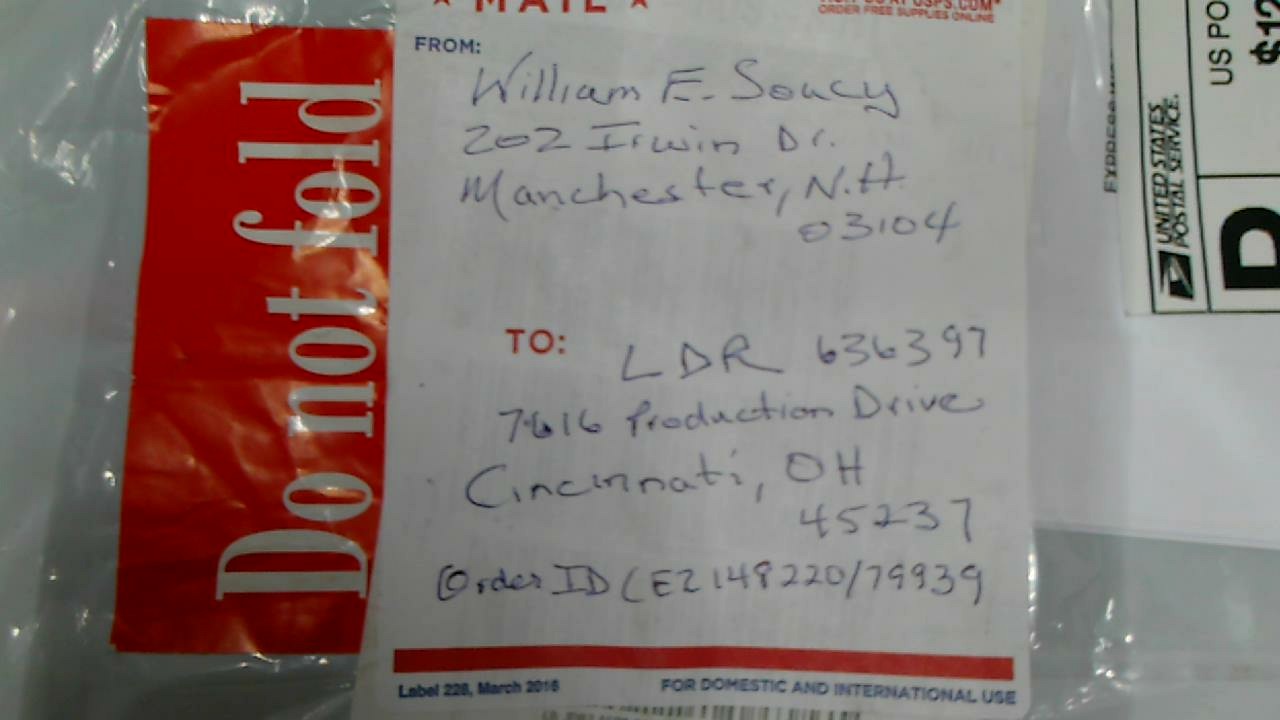 ★ MAIL ★
ORDER FREE SUPPLIES ONLINE
FROM:
William E. Soucy
202 Irwin Dr.
Manchester, N.H.
03104
TO:
LDR 636397
7616 Production Drive
Cincinnati, OH
45237
Order ID (EZ148220/79939
Label 228, March 2016
FOR DOMESTIC AND INTERNATIONAL USE
Do not fold
UNITED STATES
POSTAL SERVICE.
US PO
$12
P